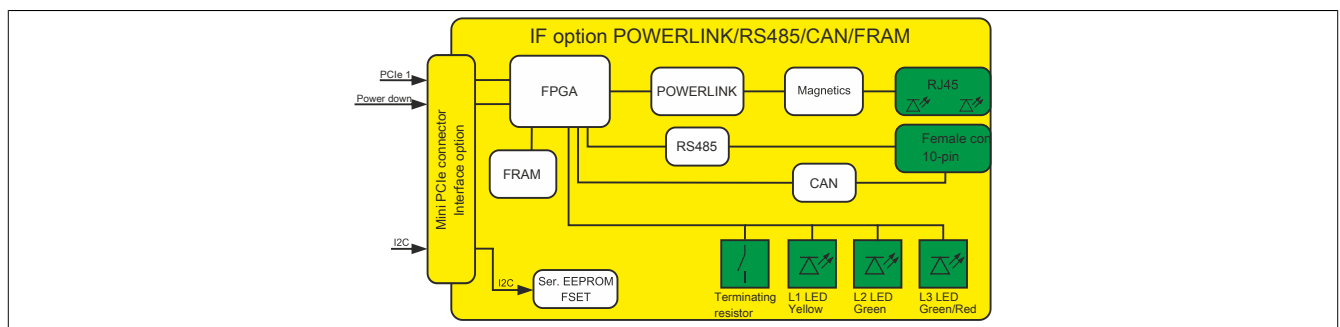 IF option POWERLINK/RS485/CAN/FRAM
PCIe 1
Power down
I2C
Mini PCIe connector
Interface option
FPGA
POWERLINK
Magnetics
RJ45
RS485
Female con
10-pin
FRAM
CAN
I2C
Ser. EEPROM
FSET
Terminating
resistor
L1 LED
Yellow
L2 LED
Green
L3 LED
Green/Red